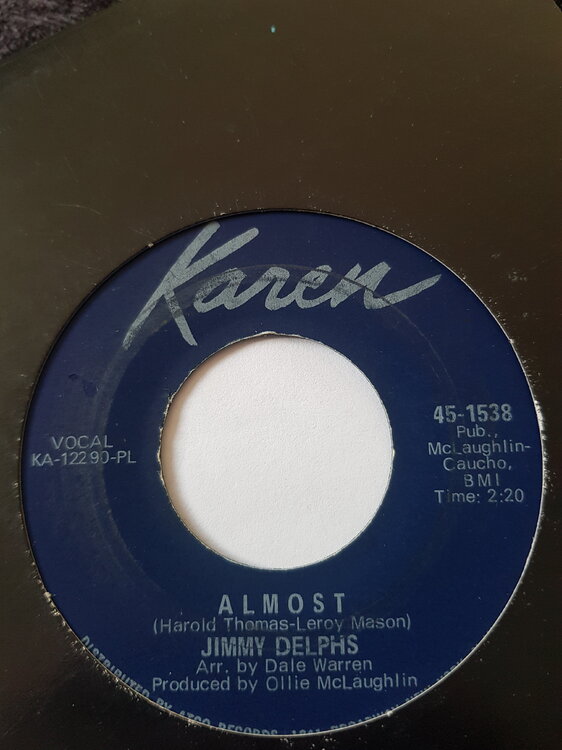 Karen
VOCAL
KA-12290-PL
45-1538
Pub.,
McLaughlin-
Caucho,
BMI
Time: 2:20
ALMOST
(Harold Thomas-Leroy Mason)
JIMMY DELPHS
Arr. by Dale Warren
Produced by Ollie McLaughlin
DISTRIBUTED BY ATCO RECORDS